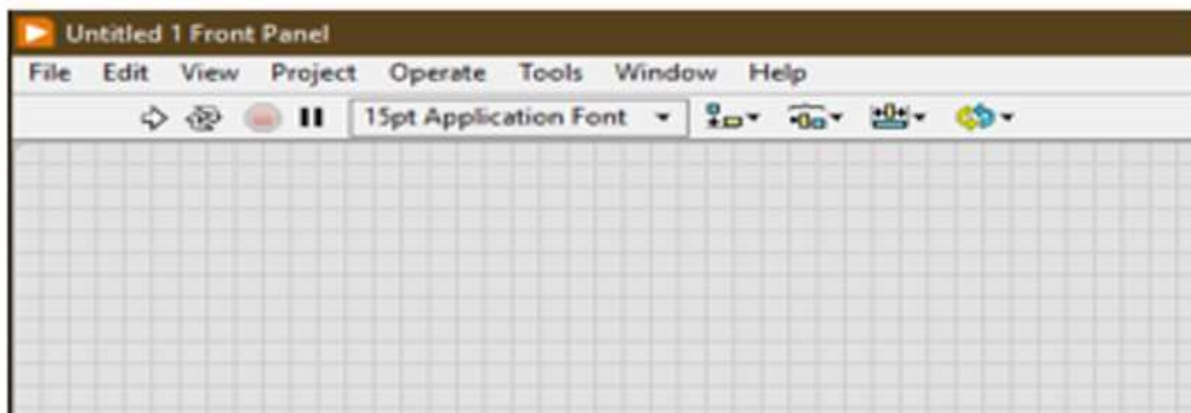 Untitled 1 Front Panel
File Edit View Project Operate Tools Window Help
15pt Application Font